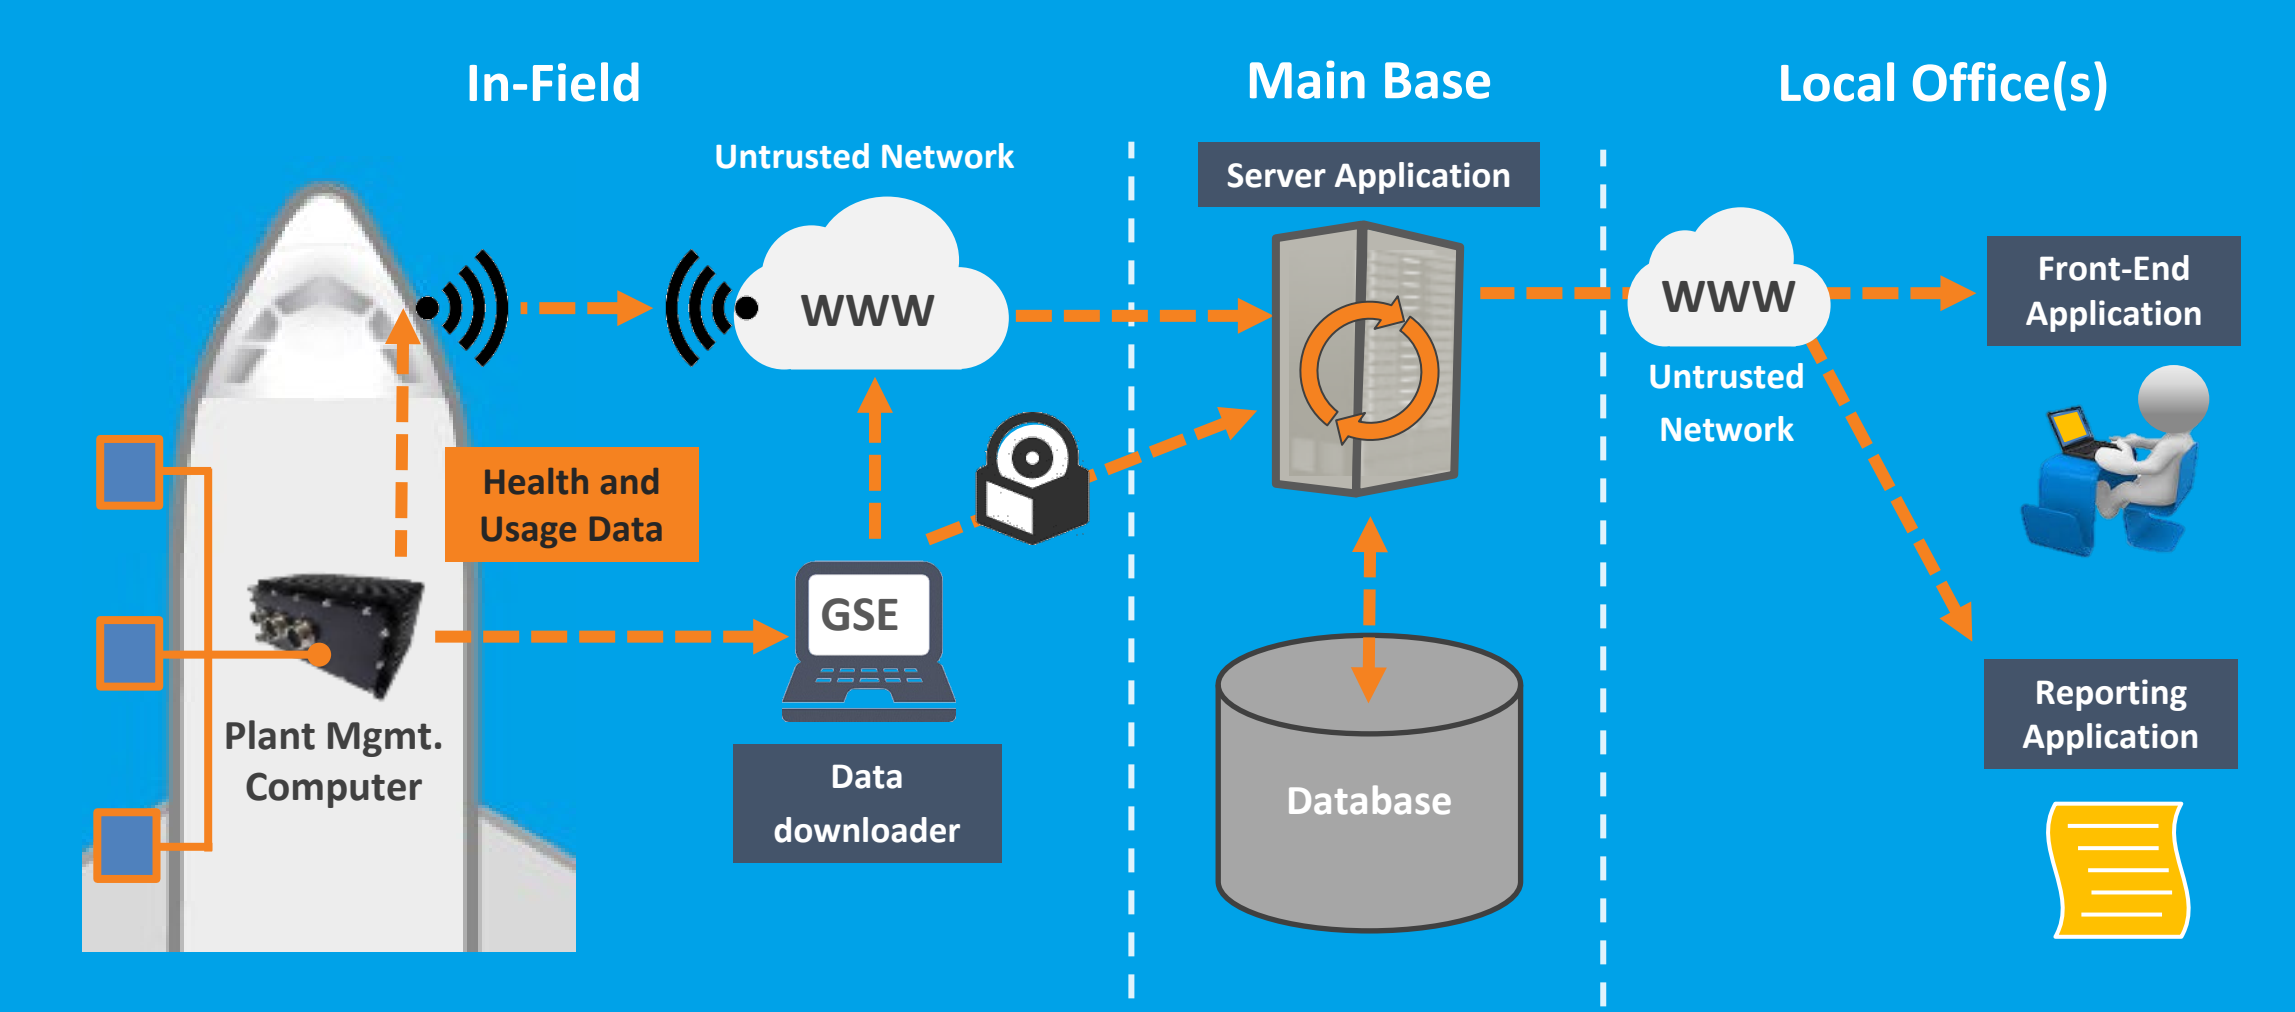 In-Field
Main Base
Local Office(s)
Untrusted Network
Server Application
WWW
WWW
Front-End
Application
Untrusted
Network
Health and
Usage Data
GSE
Plant Mgmt.
Computer
Data
downloader
Database
Reporting
Application